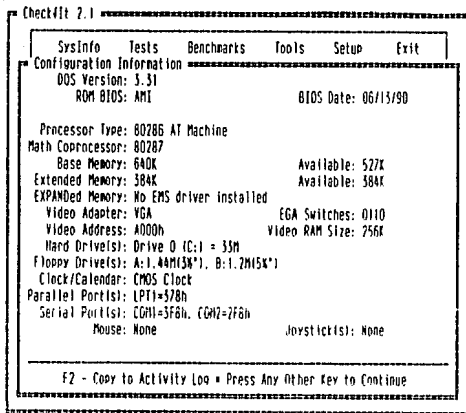 Check√It 2.1
SysInfo Tests Benchmarks Tools Setup Exit
Configuration Information
DOS Version: 3.31
ROM BIOS: AMI BIOS Date: 06/13/90
Processor Type: 80286 AT Machine
Math Coprocessor: 80287
Base Memory: 640K Available: 527K
Extended Memory: 384K Available: 384K
EXPANDed Memory: No EMS driver installed
Video Adapter: VGA EGA Switches: 0110
Video Address: A000h Video RAM Size: 256K
Hard Drive(s): Drive 0 (C:) = 33M
Floppy Drive(s): A:1.44M(3½"), B:1.2M(5¼")
Clock/Calendar: CMOS Clock
Parallel Port(s): LPT1=378h
Serial Port(s): COM1=3F8h, COM2=2F8h
Mouse: None Joystick(s): None
F2 - Copy to Activity Log ▪ Press Any Other Key to Continue